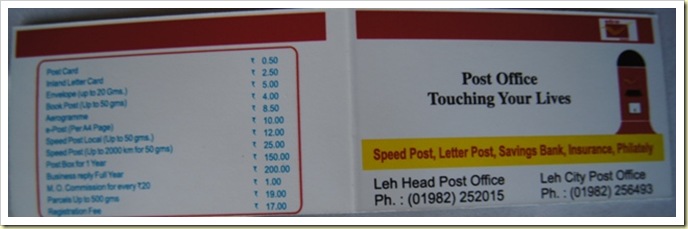 Post Card ₹ 0.50
Inland Letter Card ₹ 2.50
Envelope (up to 20 Gms.) ₹ 5.00
Book Post (Up to 50 gms) ₹ 4.00
Aerogramme ₹ 8.50
e-Post (Per A4 Page) ₹ 10.00
Speed Post Local (Up to 50 gms.) ₹ 12.00
Speed Post (Up to 2000 km for 50 gms) ₹ 25.00
Post Box for 1 Year ₹ 150.00
Business reply Full Year ₹ 200.00
M. O. Commission for every ₹20 ₹ 1.00
Parcels Up to 500 gms ₹ 19.00
Registration Fee ₹ 17.00
Post Office
Touching Your Lives
Speed Post, Letter Post, Savings Bank, Insurance, Philately
Leh Head Post Office
Ph. : (01982) 252015
Leh City Post Office
Ph. : (01982) 256493